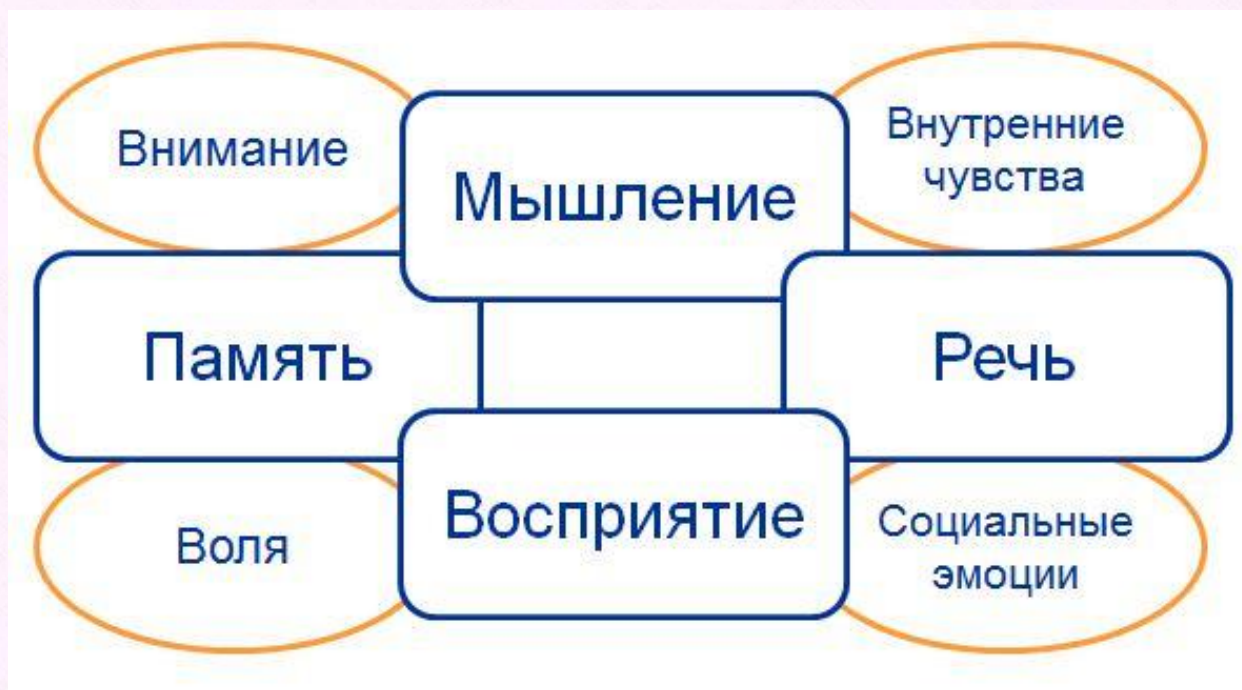 Внимание
Мышление
Внутренние
чувства
Память
Речь
Воля
Восприятие
Социальные
эмоции